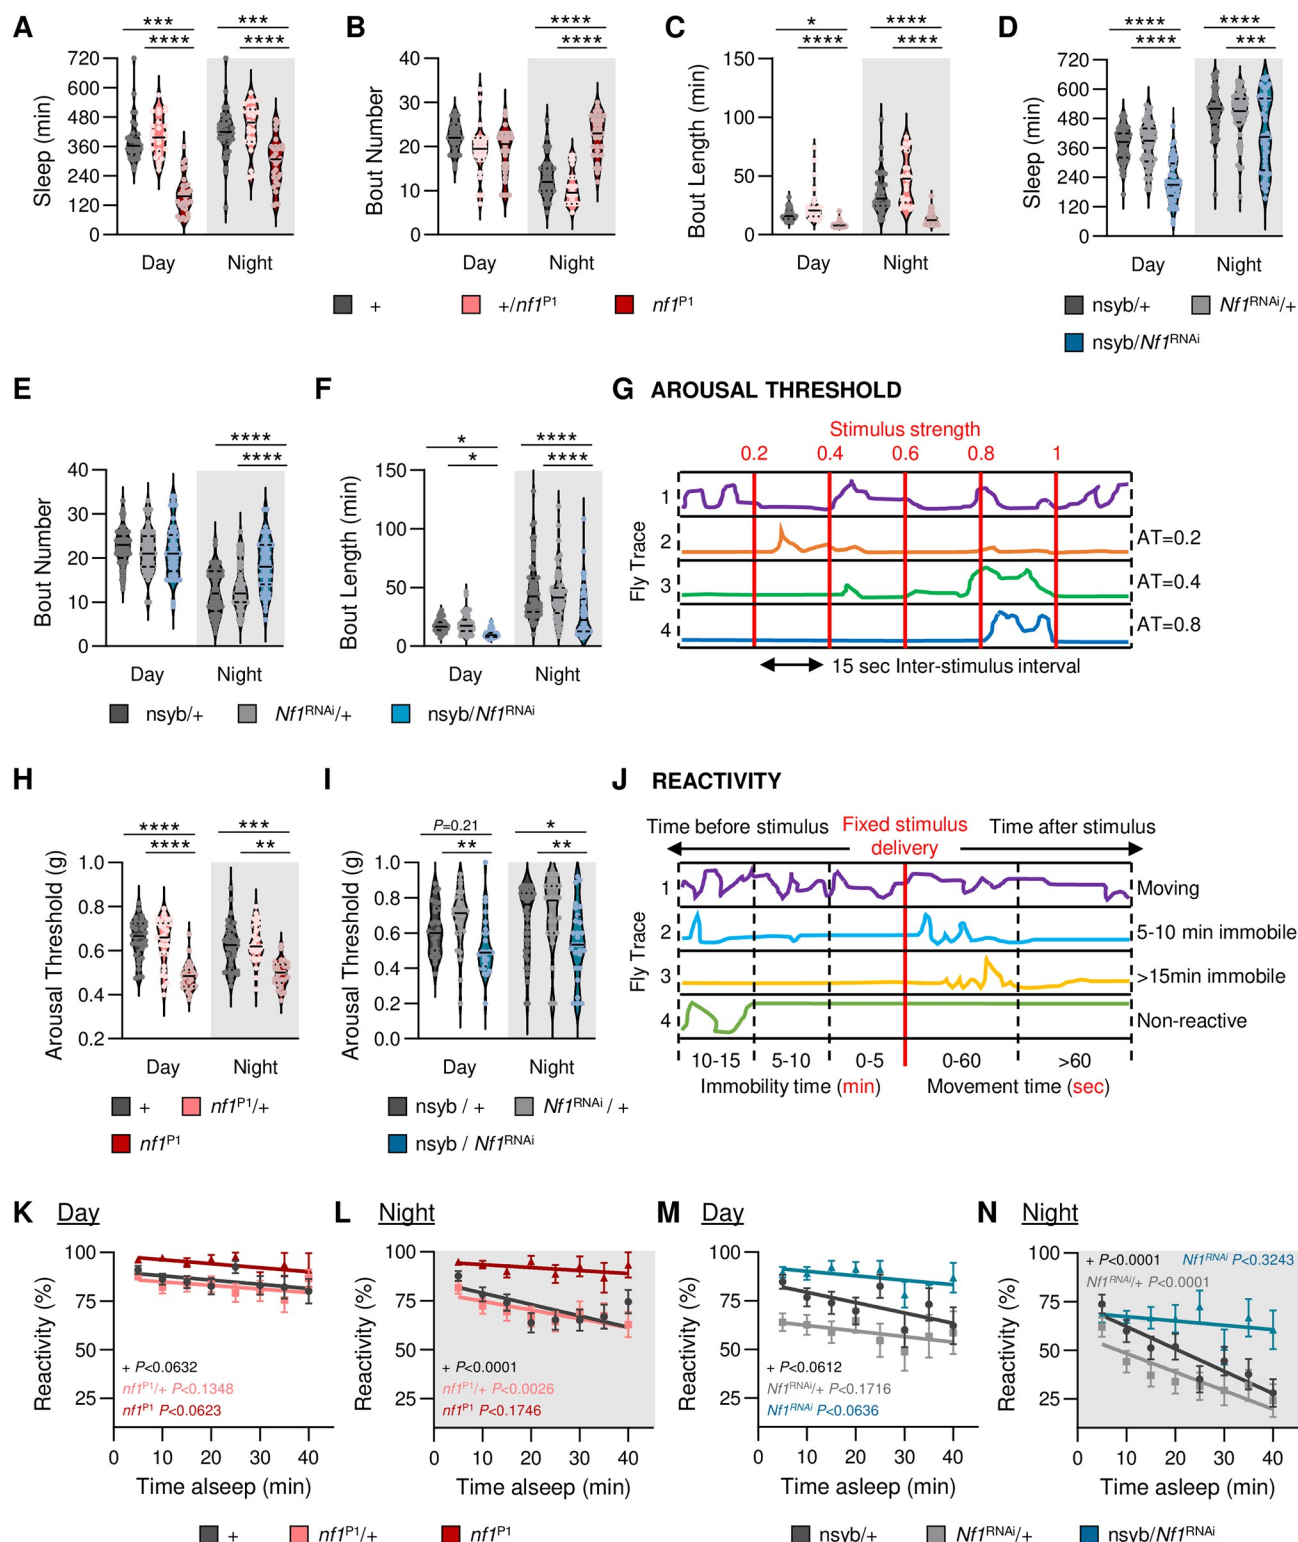 A
Sleep (min)
720
600
480
360
240
120
0
***
****
***
****
Day
Night
B
Bout Number
40
30
20
10
0
****
****
Day
Night
C
Bout Length (min)
150
100
50
0
*
****
****
****
Day
Night
D
Sleep (min)
720
600
480
360
240
120
0
****
****
****
***
Day
Night
+
+/nf1P1
nf1P1
nsyb/+
Nf1RNAi/+
nsyb/Nf1RNAi
E
Bout Number
40
30
20
10
0
****
****
Day
Night
F
Bout Length (min)
150
100
50
0
*
*
****
****
Day
Night
nsyb/+
Nf1RNAi/+
nsyb/Nf1RNAi
G AROUSAL THRESHOLD
Stimulus strength
0.2 0.4 0.6 0.8 1
Fly Trace
1
2 AT=0.2
3 AT=0.4
4 AT=0.8
15 sec Inter-stimulus interval
H
Arousal Threshold (g)
1.0
0.8
0.6
0.4
0.2
****
****
***
**
Day
Night
+
nf1P1/+
nf1P1
I
Arousal Threshold (g)
1.0
0.8
0.6
0.4
0.2
0.0
P=0.21
**
*
**
Day
Night
nsyb / +
Nf1RNAi / +
nsyb / Nf1RNAi
J REACTIVITY
Time before stimulus
Fixed stimulus
delivery
Time after stimulus
Fly Trace
1 Moving
2 5-10 min immobile
3 >15min immobile
4 Non-reactive
10-15 5-10 0-5 0-60 >60
Immobility time (min)
Movement time (sec)
K Day
Reactivity (%)
100
75
50
25
+ P<0.0632
nf1P1/+ P<0.1348
nf1P1 P<0.0623
0 10 20 30 40
Time alseep (min)
L Night
Reactivity (%)
100
75
50
25
+ P<0.0001
nf1P1/+ P<0.0026
nf1P1 P<0.1746
0 10 20 30 40
Time alseep (min)
M Day
Reactivity (%)
100
75
50
25
+ P<0.0612
Nf1RNAi/+ P<0.1716
Nf1RNAi P<0.0636
0 10 20 30 40
Time asleep (min)
N Night
Reactivity (%)
100
75
50
25
+ P<0.0001
Nf1RNAi P<0.3243
Nf1RNAi/+ P<0.0001
0 10 20 30 40
Time asleep (min)
+
nf1P1/+
nf1P1
nsyb/+
Nf1RNAi/+
nsyb/Nf1RNAi